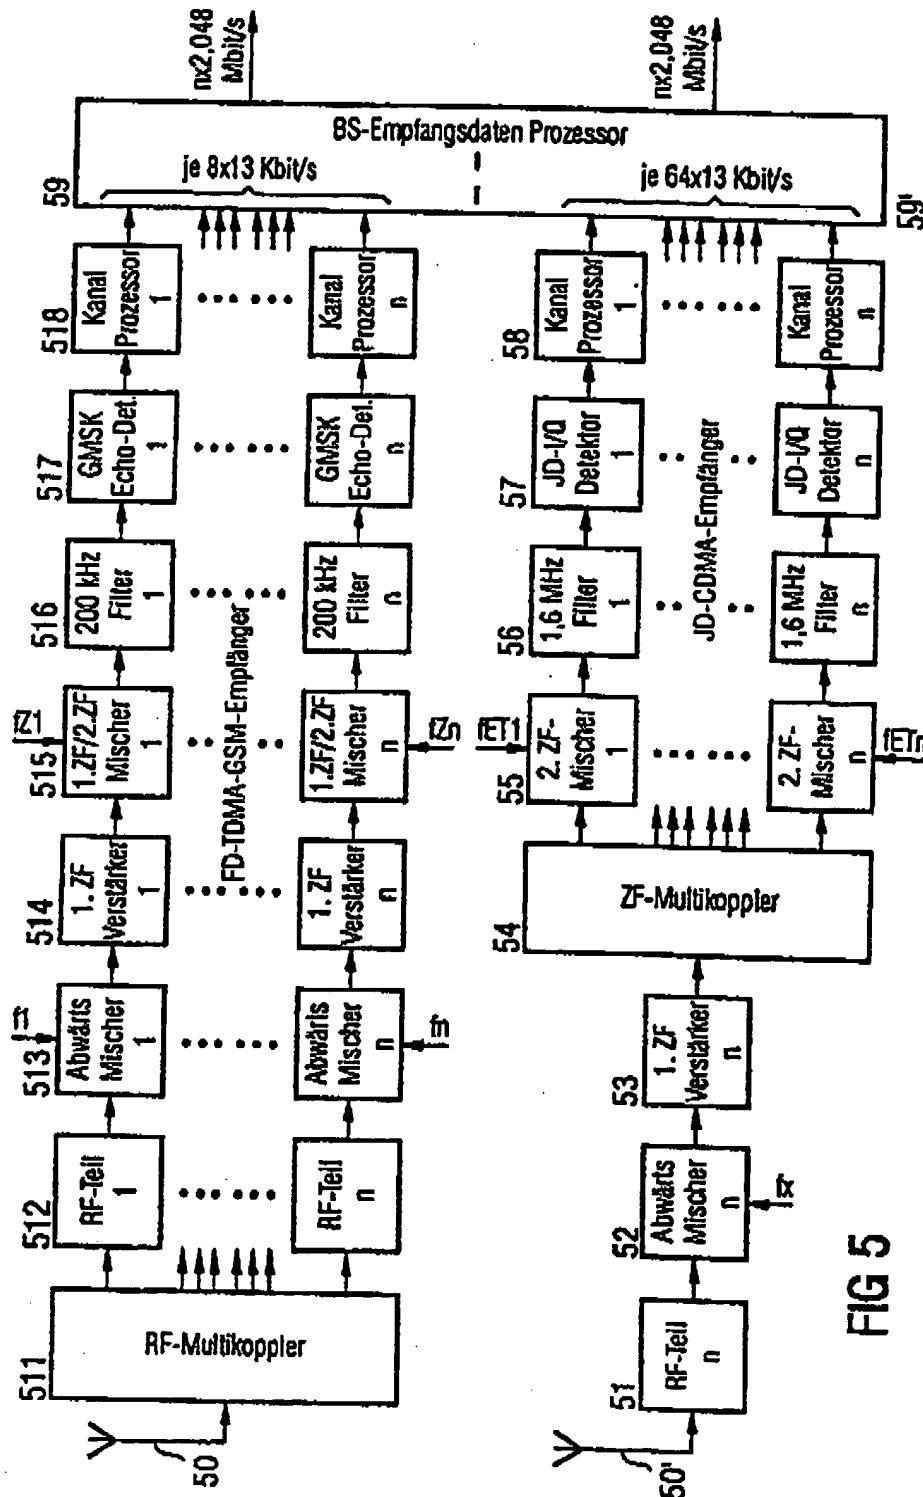 50
511
RF-Multikoppler
512
RF-Teil
1
RF-Teil
n
513
f1
Abwärts
Mischer
1
Abwärts
Mischer
n
fn
514
1. ZF
Verstärker
1
1. ZF
Verstärker
n
515
fZ1
1.ZF/2.ZF
Mischer
1
1.ZF/2.ZF
Mischer
n
fZn
FD-TDMA-GSM-Empfänger
516
200 kHz
Filter
1
200 kHz
Filter
n
517
GMSK
Echo-Det.
1
GMSK
Echo-Det.
n
518
Kanal
Prozessor
1
Kanal
Prozessor
n
59
je 8x13 Kbit/s
BS-Empfangsdaten Prozessor
je 64x13 Kbit/s
59'
nx2,048
Mbit/s
nx2,048
Mbit/s
50'
51
RF-Teil
n
52
Abwärts
Mischer
n
fx
53
1. ZF
Verstärker
n
54
ZF-Multikoppler
55
fET1
2. ZF-
Mischer
1
2. ZF-
Mischer
n
fETn
56
1,6 MHz
Filter
1
1,6 MHz
Filter
n
JD-CDMA-Empfänger
57
JD-I/Q
Detektor
1
JD-I/Q
Detektor
n
58
Kanal
Prozessor
1
Kanal
Prozessor
n
FIG 5